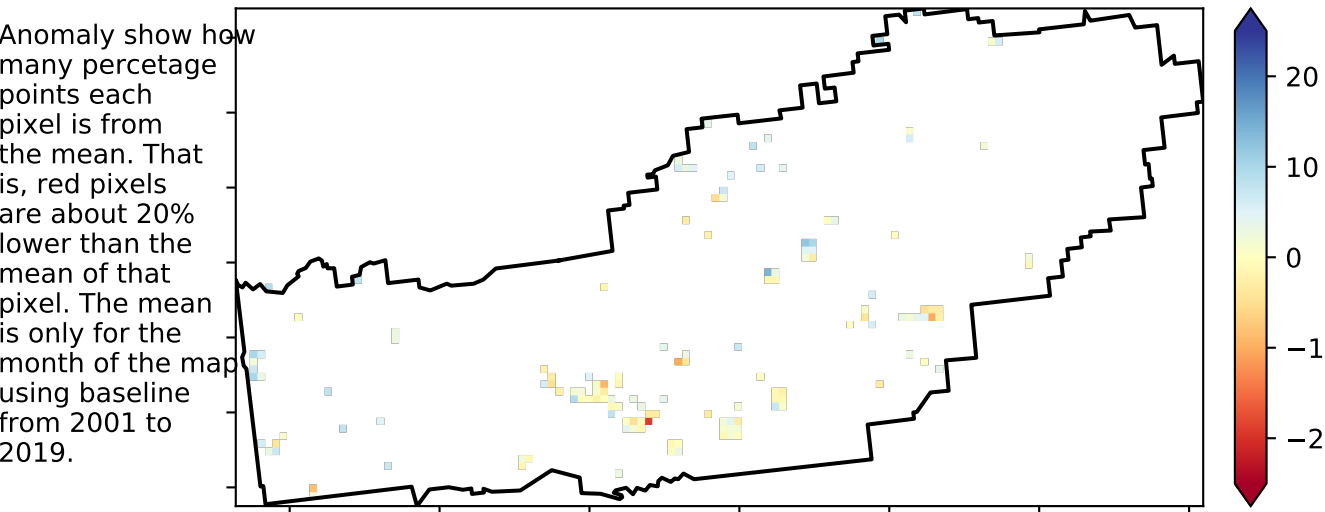 Anomaly show how
many percetage
points each
pixel is from
the mean. That
is, red pixels
are about 20%
lower than the
mean of that
pixel. The mean
is only for the
month of the map
using baseline
from 2001 to
2019.
20
10
0
−1
−2